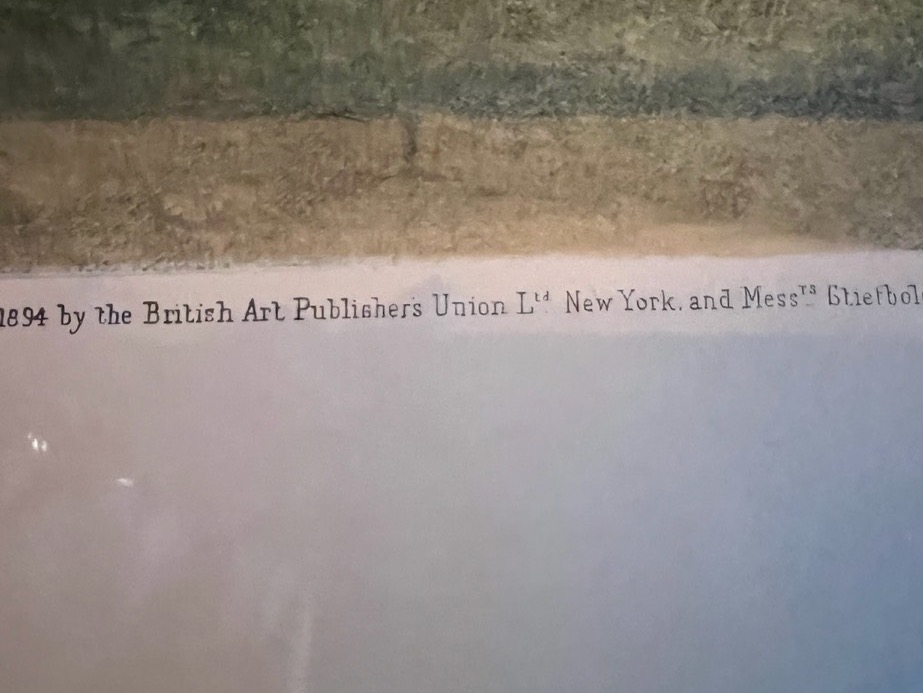 1894 by the British Art Publisher's Union Ltd. New York. and Messrs.